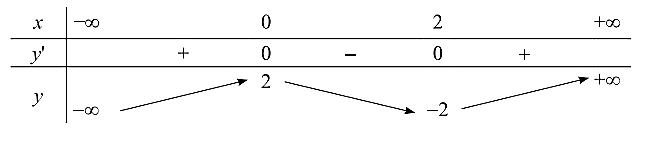 x −∞ 0 2 +∞
y' + 0 − 0 +
2 +∞
y
−∞ −2